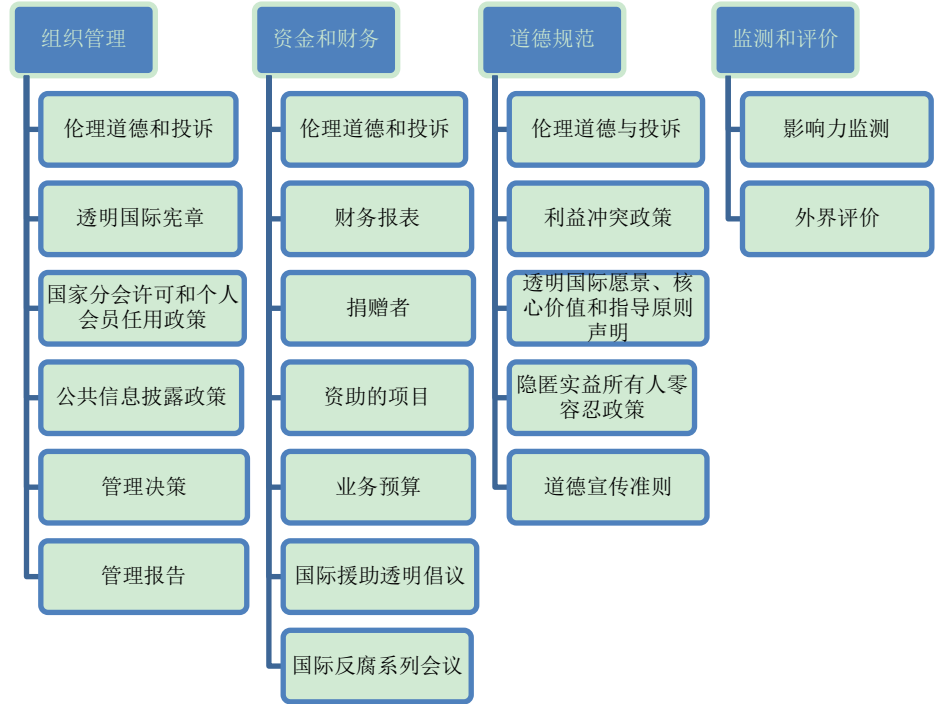 组织管理
伦理道德和投诉
透明国际宪章
国家分会许可和个人
会员任用政策
公共信息披露政策
管理决策
管理报告
资金和财务
伦理道德和投诉
财务报表
捐赠者
资助的项目
业务预算
国际援助透明倡议
国际反腐系列会议
道德规范
伦理道德与投诉
利益冲突政策
透明国际愿景、核
心价值和指导原则
声明
隐匿实益所有人零
容忍政策
道德宣传准则
监测和评价
影响力监测
外界评价